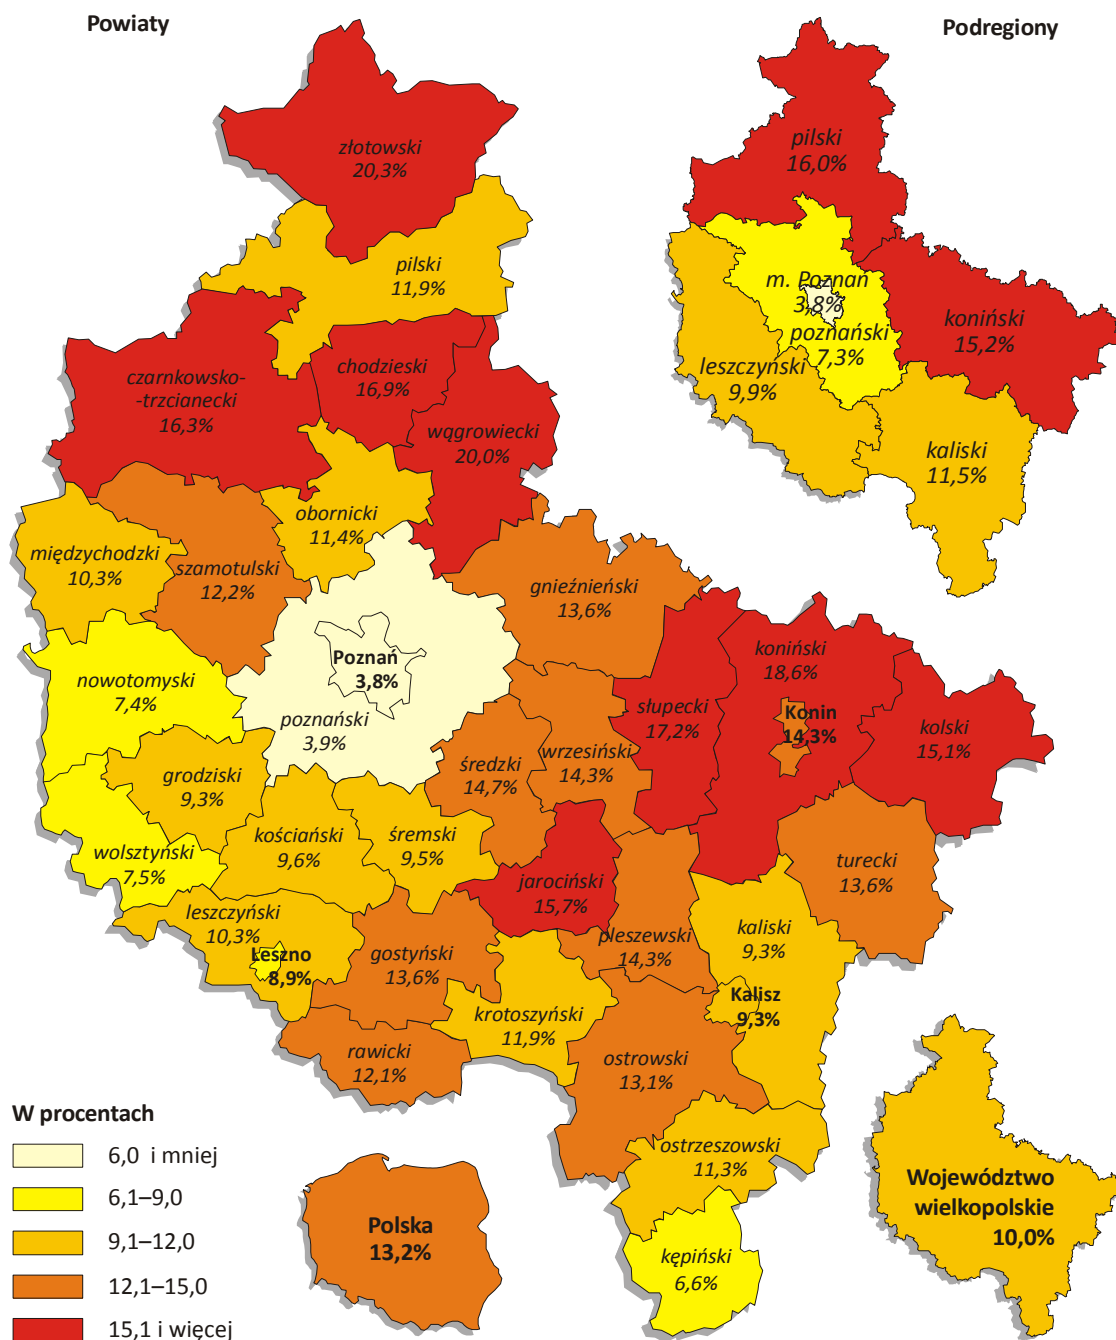 Powiaty
Podregiony
złotowski
20,3%
pilski
11,9%
czarnkowsko-
-trzcianecki
16,3%
chodzieski
16,9%
wągrowiecki
20,0%
obornicki
11,4%
międzychodzki
10,3%
szamotulski
12,2%
gnieźnieński
13,6%
Poznań
3,8%
poznański
3,9%
nowotomyski
7,4%
koniński
18,6%
słupecki
17,2%
Konin
14,3%
kolski
15,1%
wrzesiński
14,3%
średzki
14,7%
grodziski
9,3%
kościański
9,6%
śremski
9,5%
wolsztyński
7,5%
jarociński
15,7%
turecki
13,6%
leszczyński
10,3%
Leszno
8,9%
gostyński
13,6%
pleszewski
14,3%
kaliski
9,3%
Kalisz
9,3%
krotoszyński
11,9%
rawicki
12,1%
ostrowski
13,1%
ostrzeszowski
11,3%
kępiński
6,6%
pilski
16,0%
m. Poznań
3,8%
poznański
7,3%
koniński
15,2%
leszczyński
9,9%
kaliski
11,5%
W procentach
6,0 i mniej
6,1–9,0
9,1–12,0
12,1–15,0
15,1 i więcej
Polska
13,2%
Województwo
wielkopolskie
10,0%